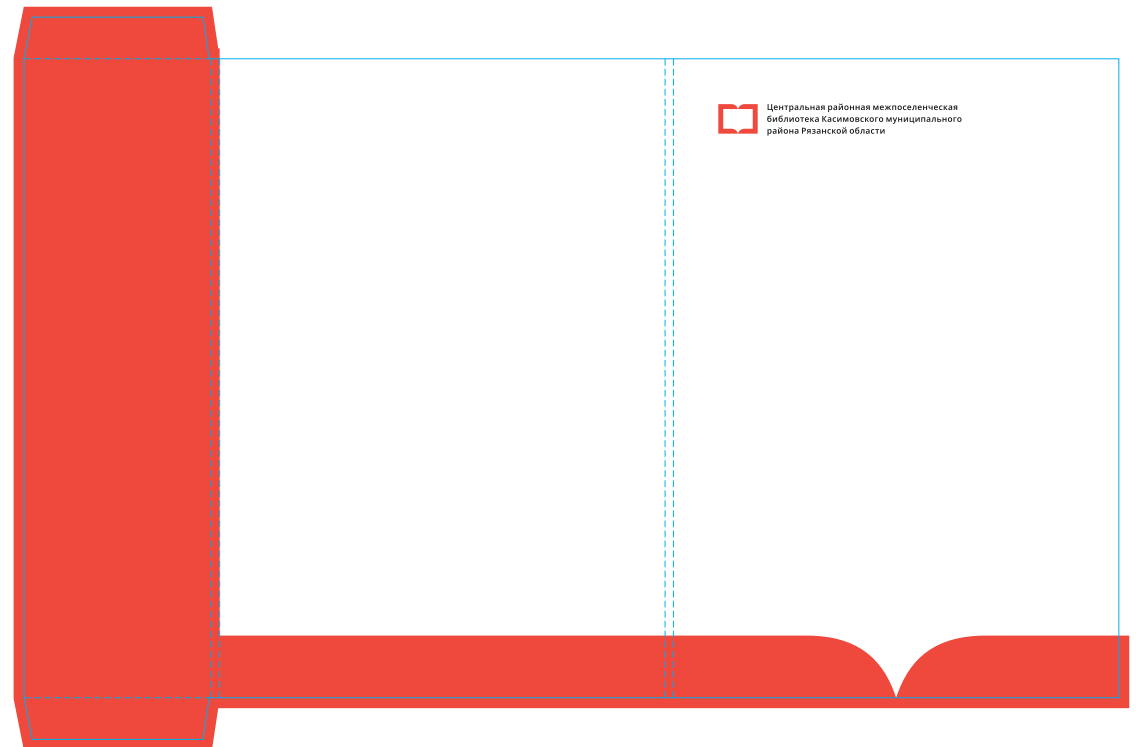 Центральная районная межпоселенческая
библиотека Касимовского муниципального
района Рязанской области